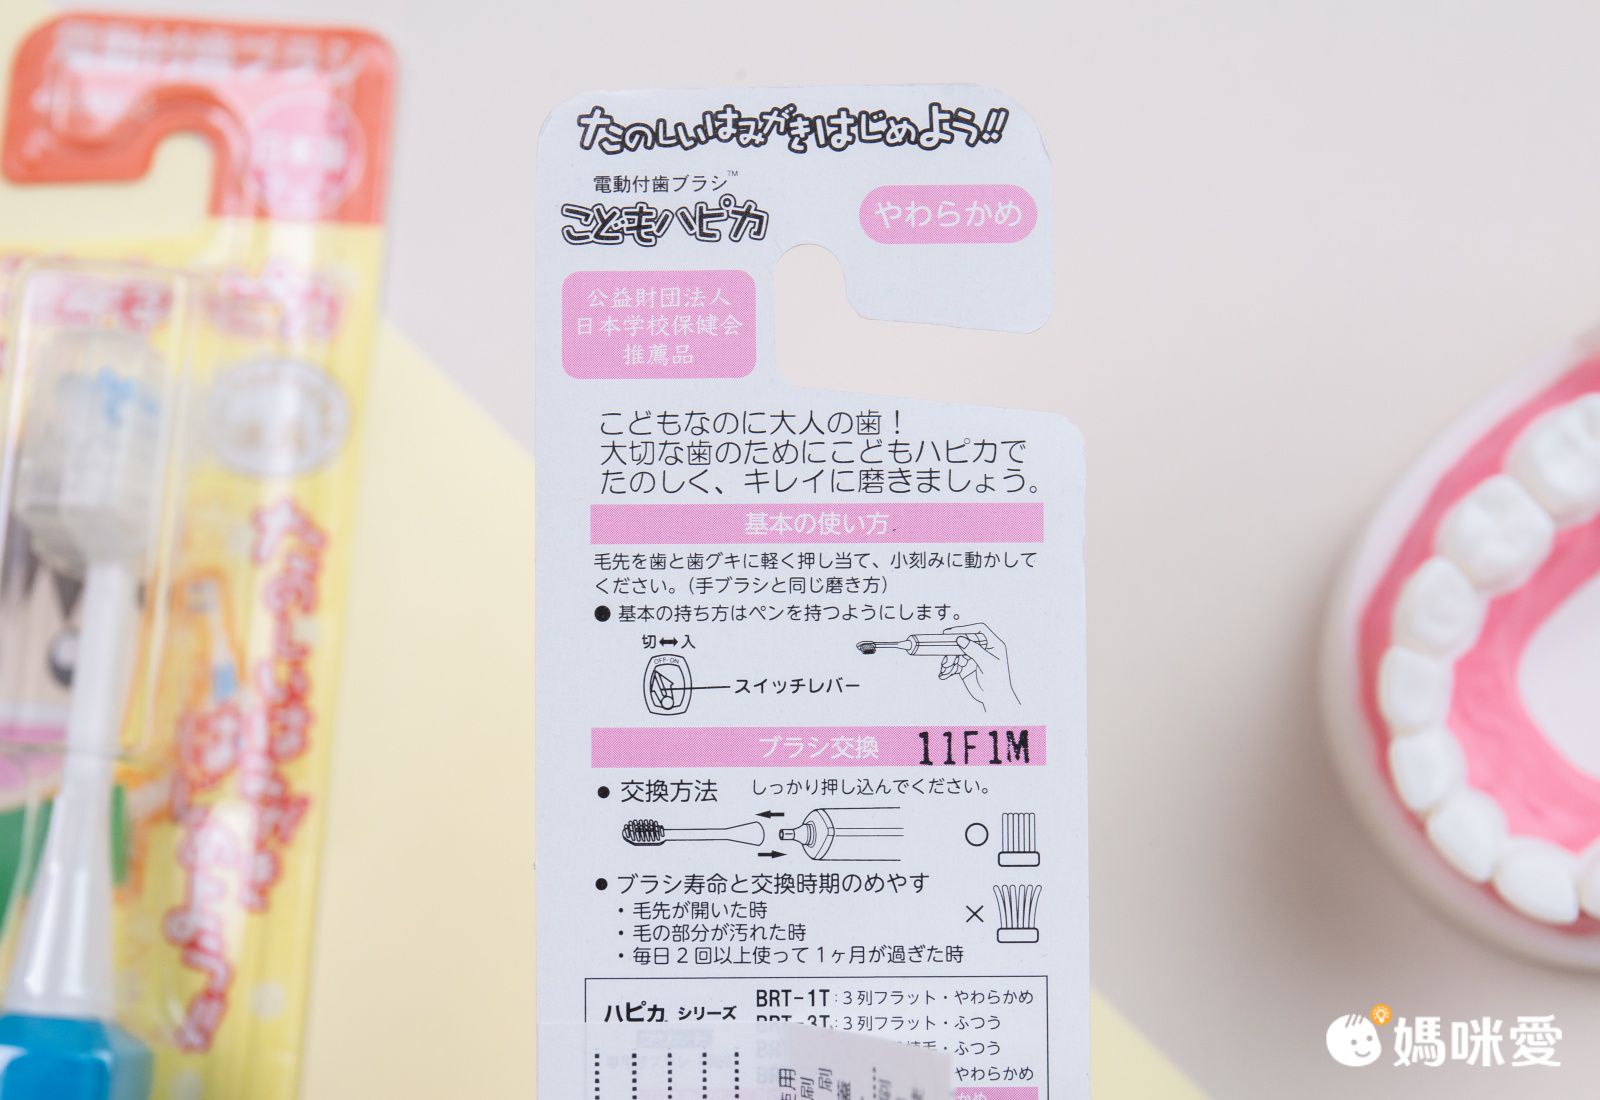 たのしいはみがきはじめよう!!
電動付歯ブラシ™
こどもハピカ
やわらかめ
公益財団法人
日本学校保健会
推薦品
こどもなのに大人の歯！
大切な歯のためにこどもハピカで
たのしく、キレイに磨きましょう。
基本の使い方
毛先を歯と歯グキに軽く押し当て、小刻みに動かして
ください。(手ブラシと同じ磨き方)
● 基本の持ち方はペンを持つようにします。
切↔入
OFF-ON
スイッチレバー
ブラシ交換 11F1M
● 交換方法 しっかり押し込んでください。
○
● ブラシ寿命と交換時期のめやす
・毛先が開いた時
×
・毛の部分が汚れた時
・毎日2回以上使って1ヶ月が過ぎた時
ハピカ シリーズ
BRT-1T:3列フラット・やわらかめ
BRT-3T:3列フラット・ふつう
・ふつう
やわらかめ
媽咪愛